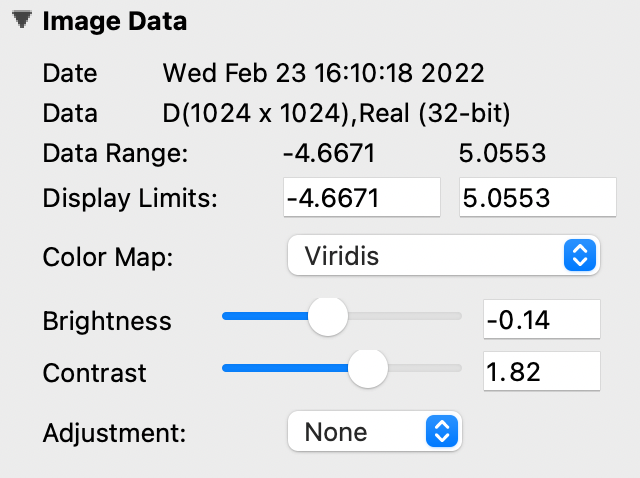 Image Data
Date Wed Feb 23 16:10:18 2022
Data D(1024 x 1024),Real (32-bit)
Data Range: -4.6671 5.0553
Display Limits: -4.6671 5.0553
Color Map: Viridis
Brightness -0.14
Contrast 1.82
Adjustment: None